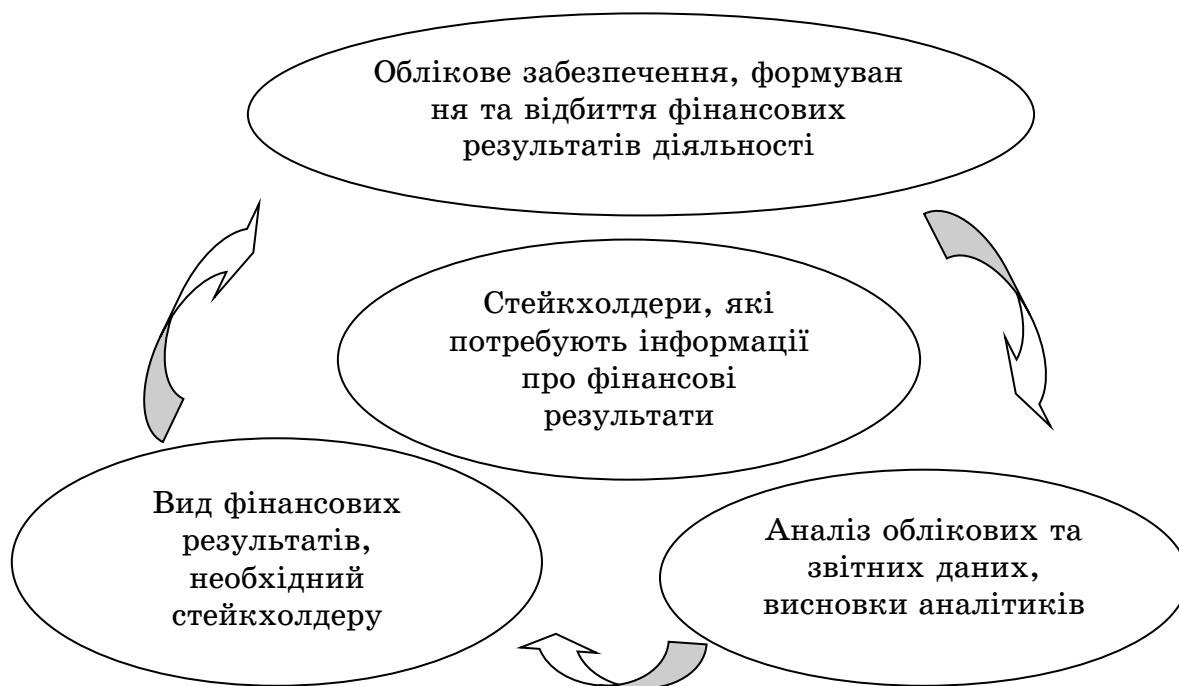 Облікове забезпечення, формуван
ня та відбиття фінансових
результатів діяльності
Стейкхолдери, які
потребують інформації
про фінансові
результати
Вид фінансових
результатів,
необхідний
стейкхолдеру
Аналіз облікових та
звітних даних,
висновки аналітиків